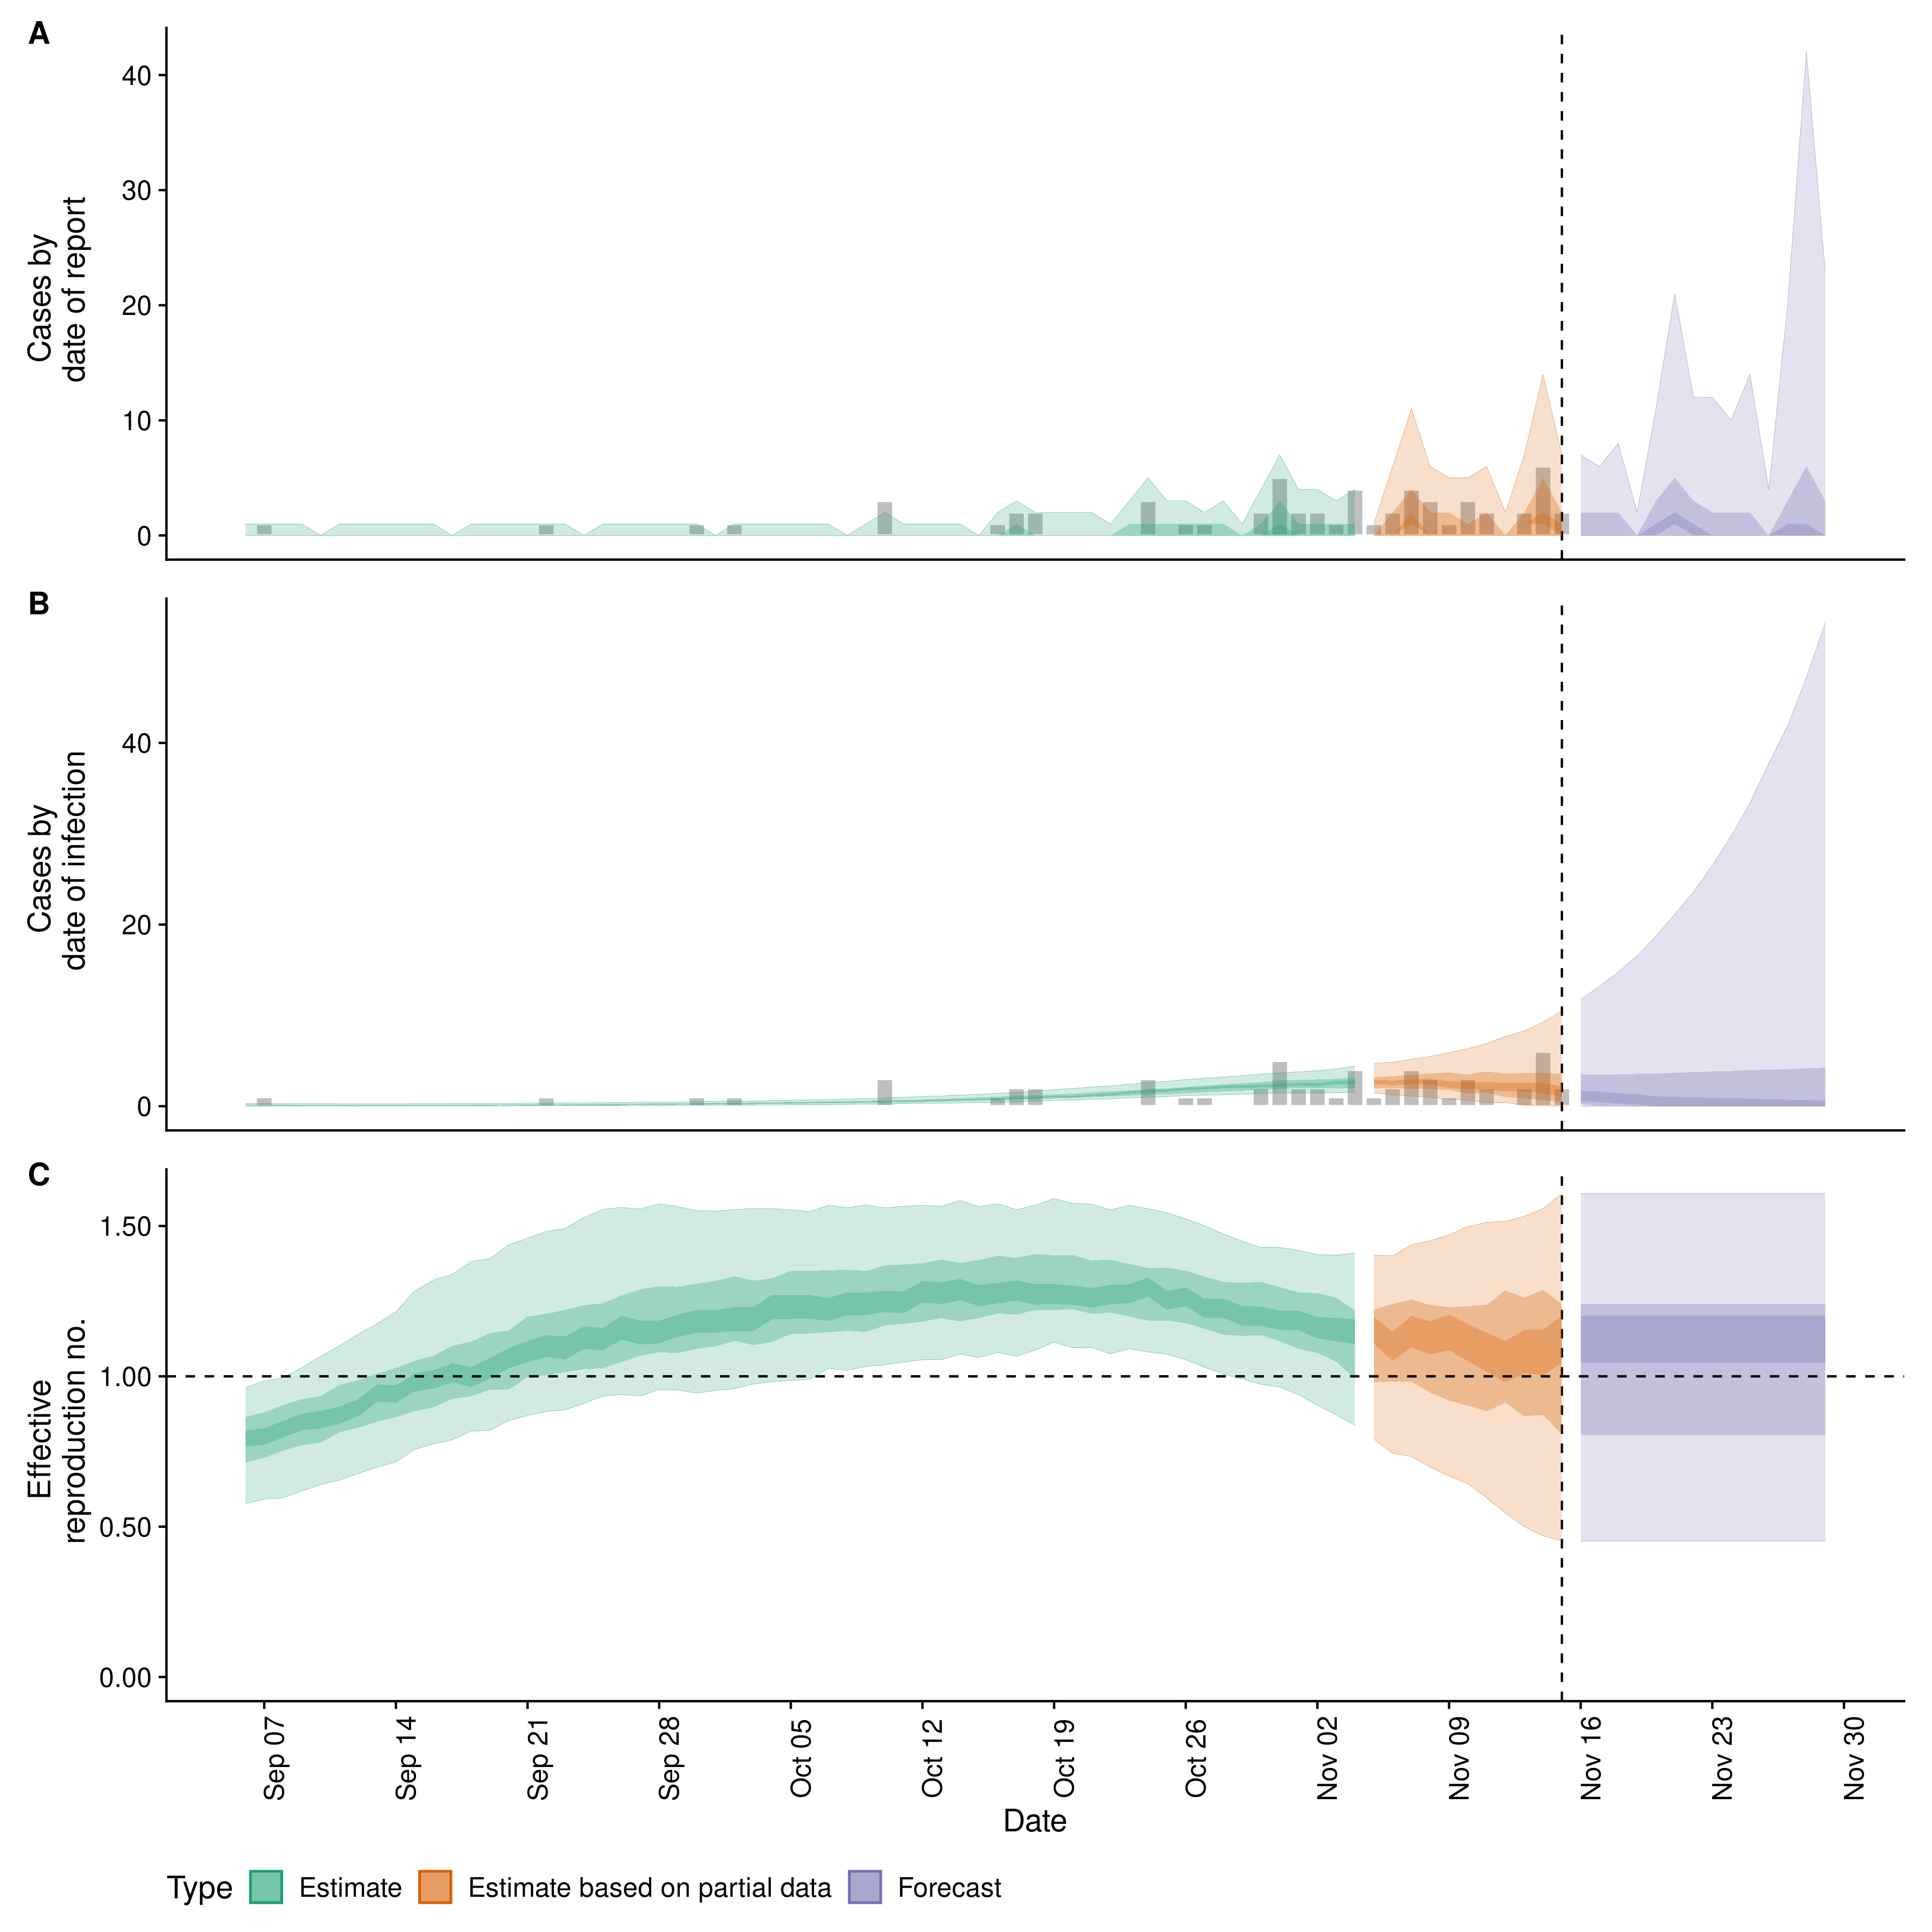 A
Cases by
date of report
40
30
20
10
0
B
Cases by
date of infection
40
20
0
C
Effective
reproduction no.
1.50
1.00
0.50
0.00
Sep 07
Sep 14
Sep 21
Sep 28
Oct 05
Oct 12
Oct 19
Oct 26
Nov 02
Nov 09
Nov 16
Nov 23
Nov 30
Date
Type Estimate Estimate based on partial data Forecast